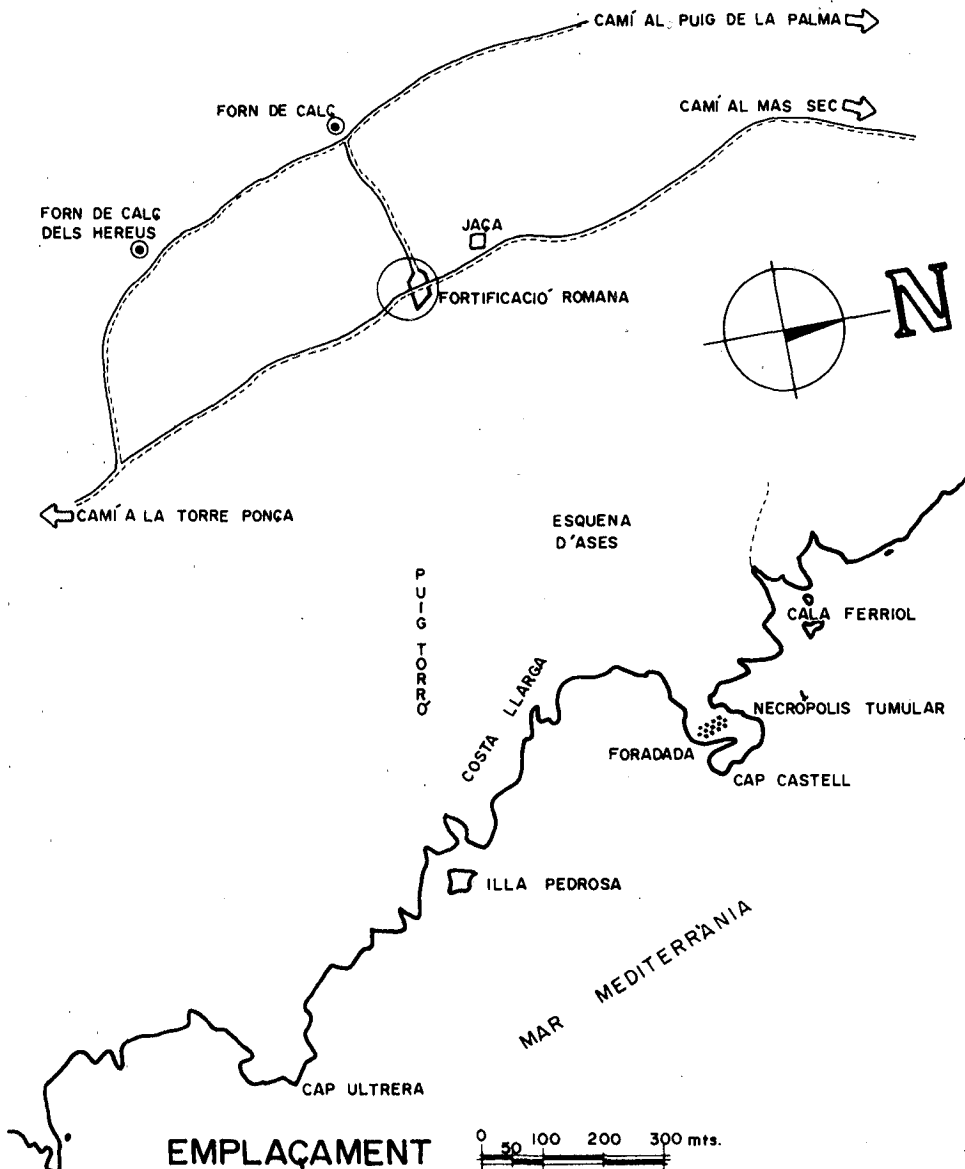 CAMÍ AL PUIG DE LA PALMA
FORN DE CALÇ
CAMÍ AL MAS SEC
FORN DE CALÇ
DELS HEREUS
JAÇA
FORTIFICACIÓ ROMANA
N
CAMÍ A LA TORRE PONÇA
ESQUENA
D'ASES
PUIG TORRÓ
CALA FERRIOL
COSTA LLARGA
NECRÒPOLIS TUMULAR
FORADADA
CAP CASTELL
ILLA PEDROSA
MAR MEDITERRÀNIA
CAP ULTRERA
EMPLAÇAMENT
0 50 100 200 300 mts.